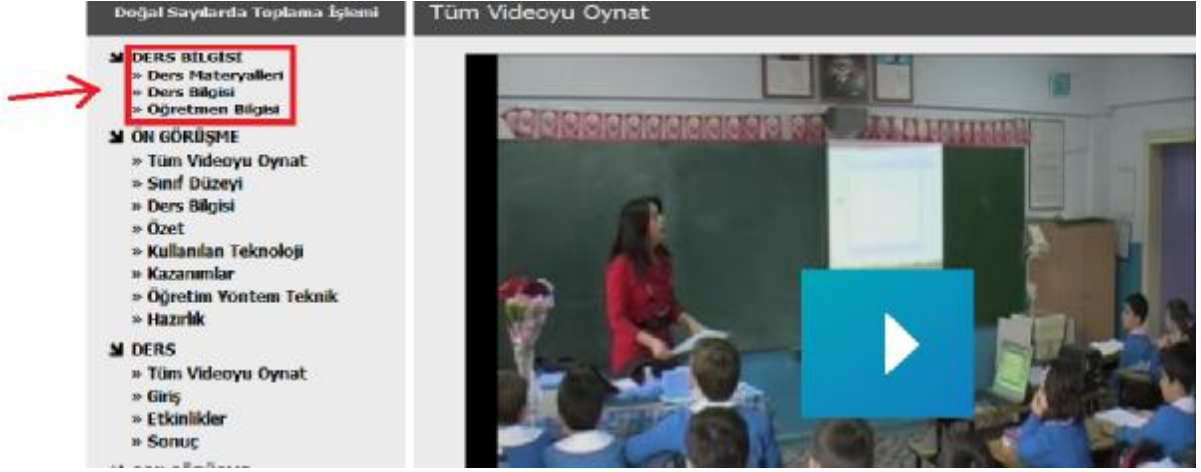 Doğal Sayılarda Toplama İşlemi
Tüm Videoyu Oynat
DERS BİLGİSİ
» Ders Materyalleri
» Ders Bilgisi
» Öğretmen Bilgisi
ÖN GÖRÜŞME
» Tüm Videoyu Oynat
» Sınıf Düzeyi
» Ders Bilgisi
» Özet
» Kullanılan Teknoloji
» Kazanımlar
» Öğretim Yöntem Teknik
» Hazırlık
DERS
» Tüm Videoyu Oynat
» Giriş
» Etkinlikler
» Sonuç